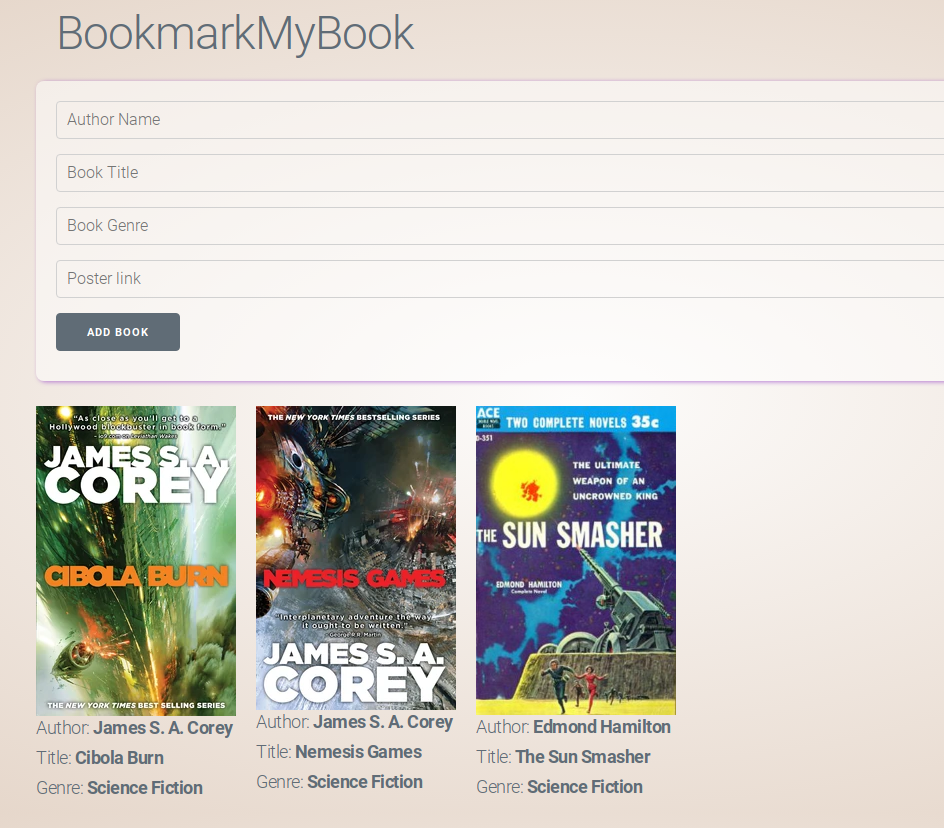 BookmarkMyBook
Author Name
Book Title
Book Genre
Poster link
ADD BOOK
"As close as you'll get to a
Hollywood blockbuster in book form."
- io9.com on Leviathan Wakes
JAMES S. A.
COREY
CIBOLA BURN
THE NEW YORK TIMES BEST SELLING SERIES
Author: James S. A. Corey
Title: Cibola Burn
Genre: Science Fiction
THE NEW YORK TIMES BESTSELLING SERIES
NEMESIS GAMES
"Interplanetary adventure the way
it ought to be written."
George R.R. Martin
JAMES S. A.
COREY
Author: James S. A. Corey
Title: Nemesis Games
Genre: Science Fiction
ACE
BOOKS
TWO COMPLETE NOVELS 35c
D-351
THE ULTIMATE
WEAPON OF AN
UNCROWNED KING
THE SUN SMASHER
EDMOND HAMILTON
Complete Novel
Author: Edmond Hamilton
Title: The Sun Smasher
Genre: Science Fiction